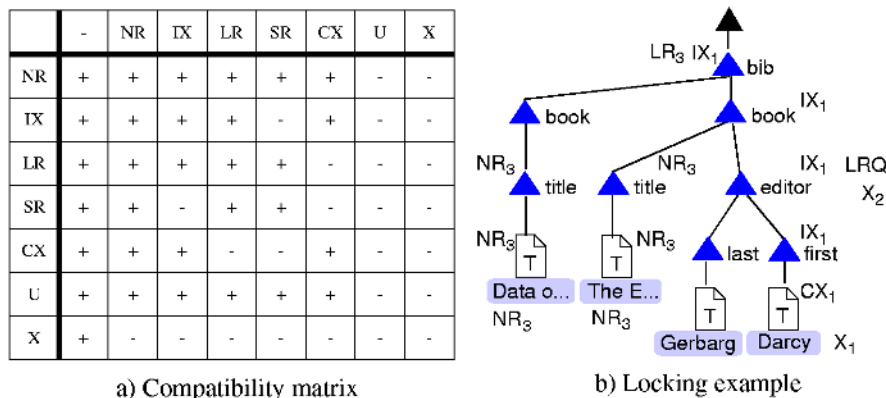 - NR IX LR SR CX U X
NR + + + + + + - -
IX + + + + - + - -
LR + + + + + - - -
SR + + - + + - - -
CX + + + - - + - -
U + + + + + + - -
X + - - - - - - -
a) Compatibility matrix
LR3 IX1
bib
book
book IX1
NR3 title
NR3 title
editor IX1 LRQ
X2
NR3 T
NR3 T
last
first IX1
Data o...
The E...
T
T CX1
NR3
NR3
Gerbarg
Darcy X1
b) Locking example